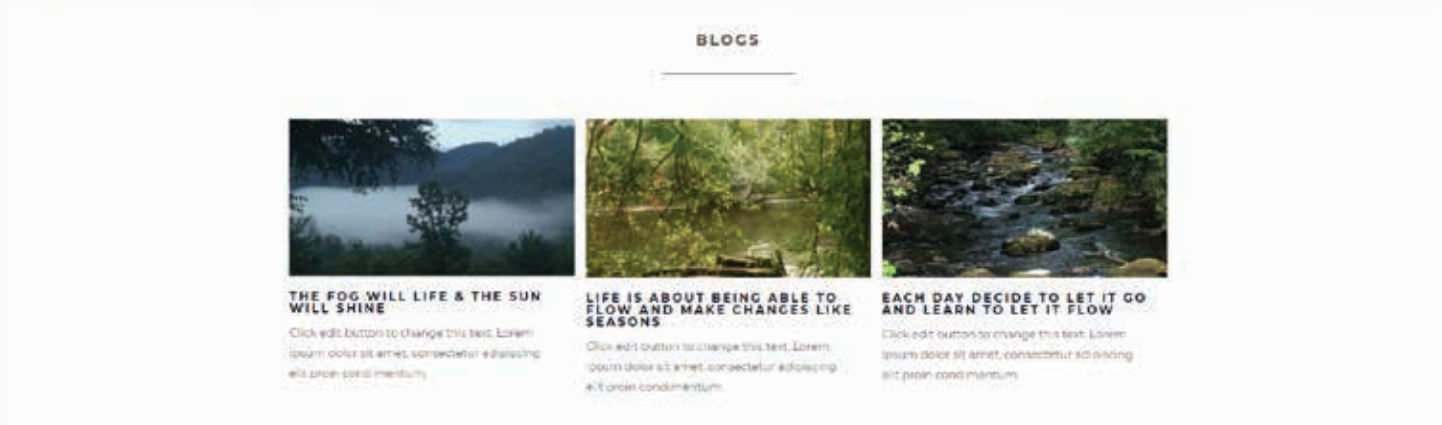 BLOGS
THE FOG WILL LIFE & THE SUN
WILL SHINE
Click edit button to change this text. Lorem
ipsum dolor sit amet, consectetur adipiscing
elit proin condimentum.
LIFE IS ABOUT BEING ABLE TO
FLOW AND MAKE CHANGES LIKE
SEASONS
Click edit button to change this text. Lorem
ipsum dolor sit amet, consectetur adipiscing
elit proin condimentum.
EACH DAY DECIDE TO LET IT GO
AND LEARN TO LET IT FLOW
Click edit button to change this text. Lorem
ipsum dolor sit amet, consectetur adipiscing
elit proin condimentum.